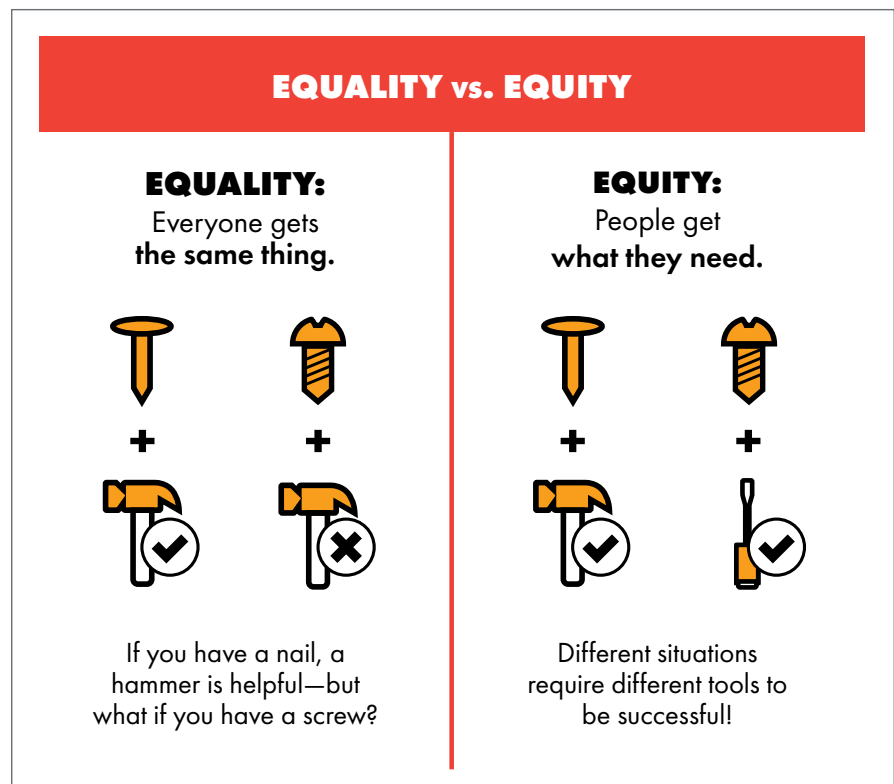 EQUALITY vs. EQUITY
EQUALITY:
Everyone gets
the same thing.
+
+
If you have a nail, a
hammer is helpful—but
what if you have a screw?
EQUITY:
People get
what they need.
+
+
Different situations
require different tools to
be successful!